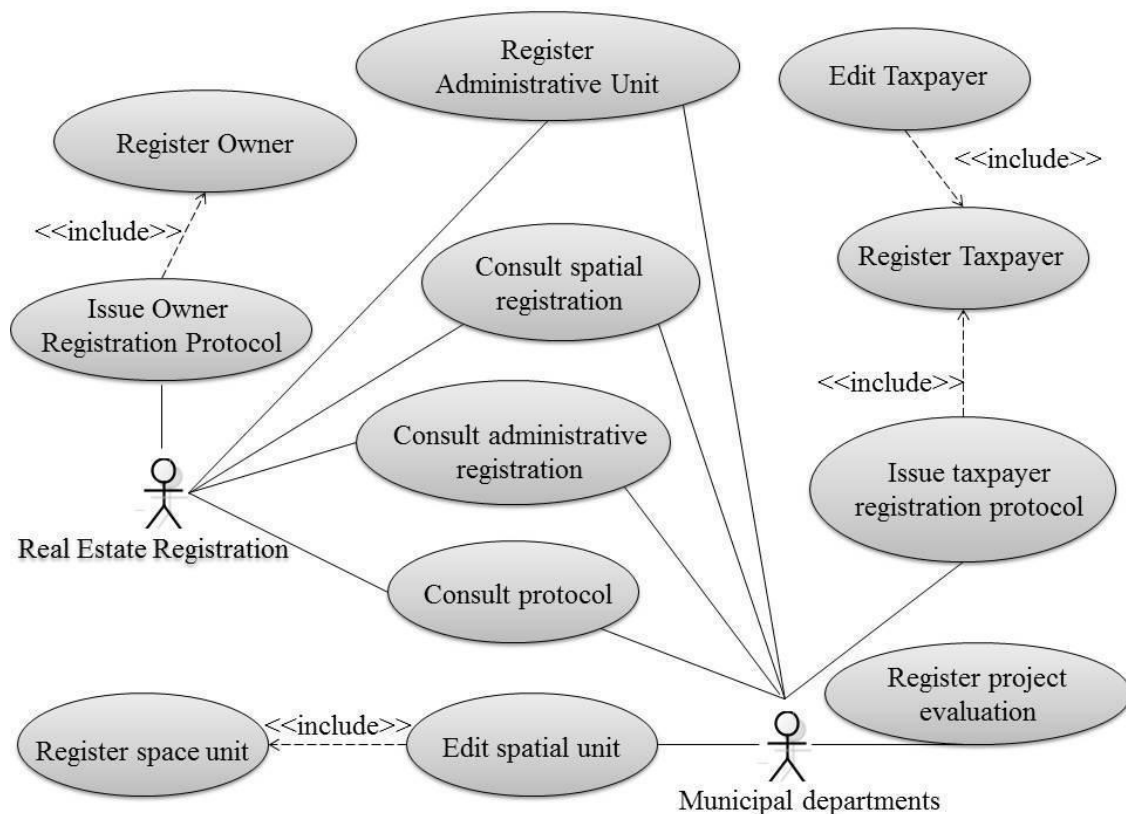 Register
Administrative Unit
Edit Taxpayer
Register Owner
<<include>>
<<include>>
Register Taxpayer
Consult spatial
registration
Issue Owner
Registration Protocol
<<include>>
Consult administrative
registration
Issue taxpayer
registration protocol
Real Estate Registration
Consult protocol
Register project
evaluation
<<include>>
Register space unit
Edit spatial unit
Municipal departments